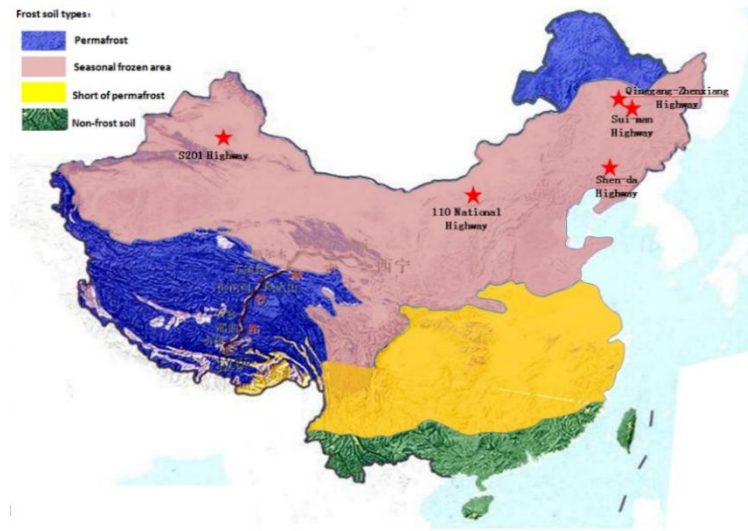 Frost soil types:
Permafrost
Seasonal frozen area
Short of permafrost
Non-frost soil
Qinggang-Zhenxiang
Highway
Sui-man
Highway
S201 Highway
Shen-da
Highway
110 National
Highway
西宁